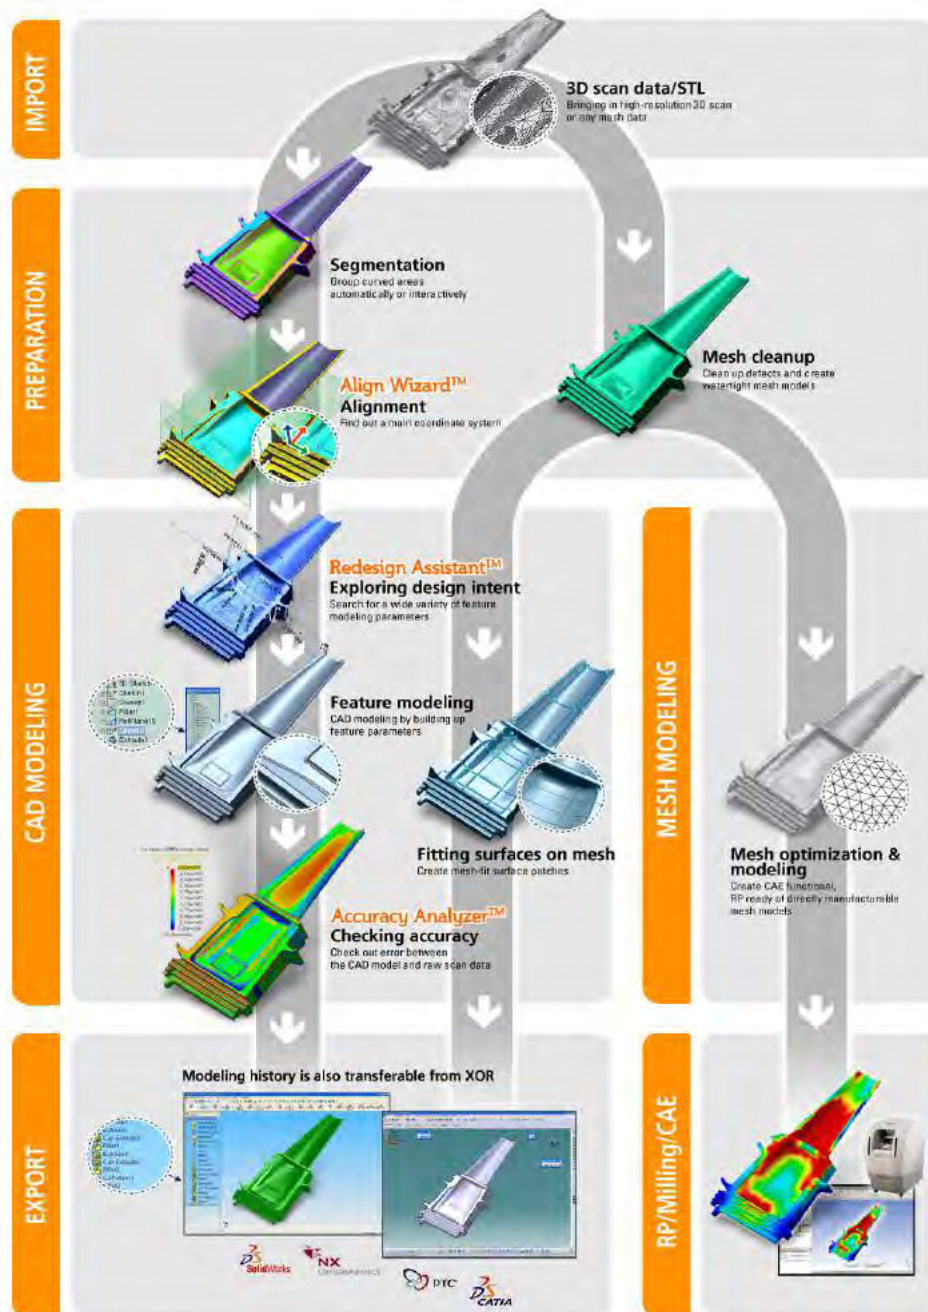 IMPORT
3D scan data/STL
Bringing in high-resolution 3D scan
or any mesh data
PREPARATION
Segmentation
Group curved areas
automatically or interactively
Align Wizard™
Alignment
Find out a main coordinate system
Mesh cleanup
Clean up defects and create
watertight mesh models
CAD MODELING
Redesign Assistant™
Exploring design intent
Search for a wide variety of feature
modeling parameters
Feature modeling
CAD modeling by building up
feature parameters
Fitting surfaces on mesh
Create mesh-fit surface patches
Accuracy Analyzer™
Checking accuracy
Check out error between
the CAD model and raw scan data
MESH MODELING
Mesh optimization &
modeling
Create CAE functional,
RP ready of directly manufacturable
mesh models
EXPORT
Modeling history is also transferable from XOR
SolidWorks
NX
PTC
CATIA
RP/Milling/CAE